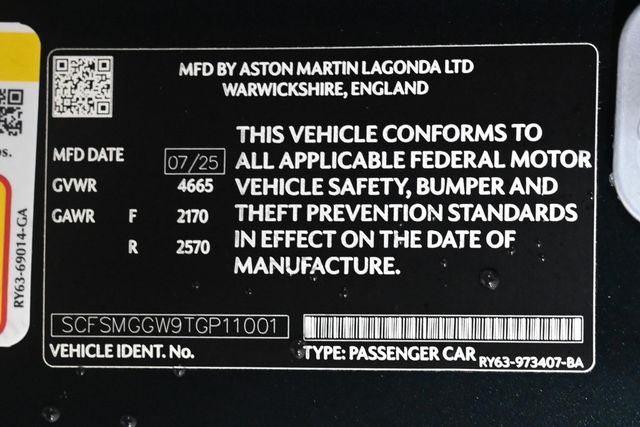 MFD BY ASTON MARTIN LAGONDA LTD
WARWICKSHIRE, ENGLAND
MFD DATE 07/25
GVWR 4665
GAWR F 2170
R 2570
THIS VEHICLE CONFORMS TO
ALL APPLICABLE FEDERAL MOTOR
VEHICLE SAFETY, BUMPER AND
THEFT PREVENTION STANDARDS
IN EFFECT ON THE DATE OF
MANUFACTURE.
SCFSMGGW9TGP11001
VEHICLE IDENT. No.
TYPE: PASSENGER CAR
RY63-973407-BA
RY63-69014-GA